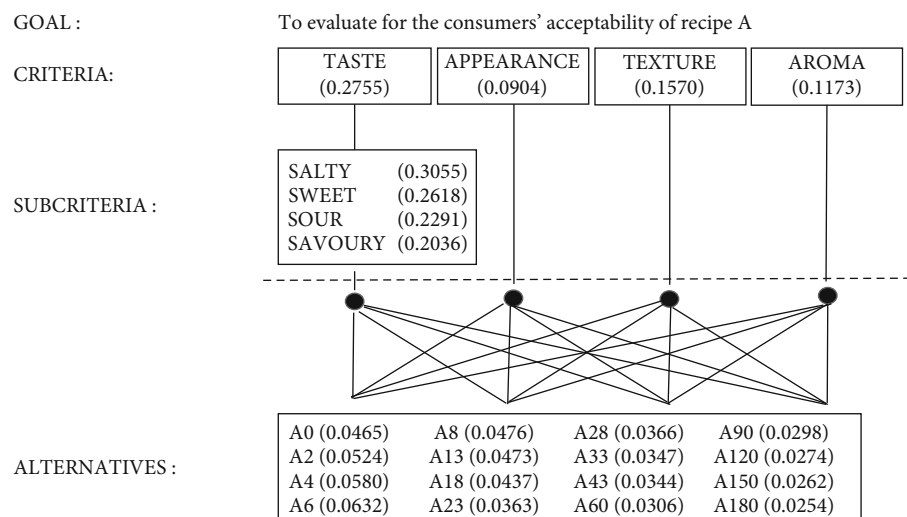 GOAL : To evaluate for the consumers’ acceptability of recipe A
CRITERIA: TASTE APPEARANCE TEXTURE AROMA
(0.2755) (0.0904) (0.1570) (0.1173)
SUBCRITERIA :
SALTY (0.3055)
SWEET (0.2618)
SOUR (0.2291)
SAVOURY (0.2036)
ALTERNATIVES :
A0 (0.0465) A8 (0.0476) A28 (0.0366) A90 (0.0298)
A2 (0.0524) A13 (0.0473) A33 (0.0347) A120 (0.0274)
A4 (0.0580) A18 (0.0437) A43 (0.0344) A150 (0.0262)
A6 (0.0632) A23 (0.0363) A60 (0.0306) A180 (0.0254)